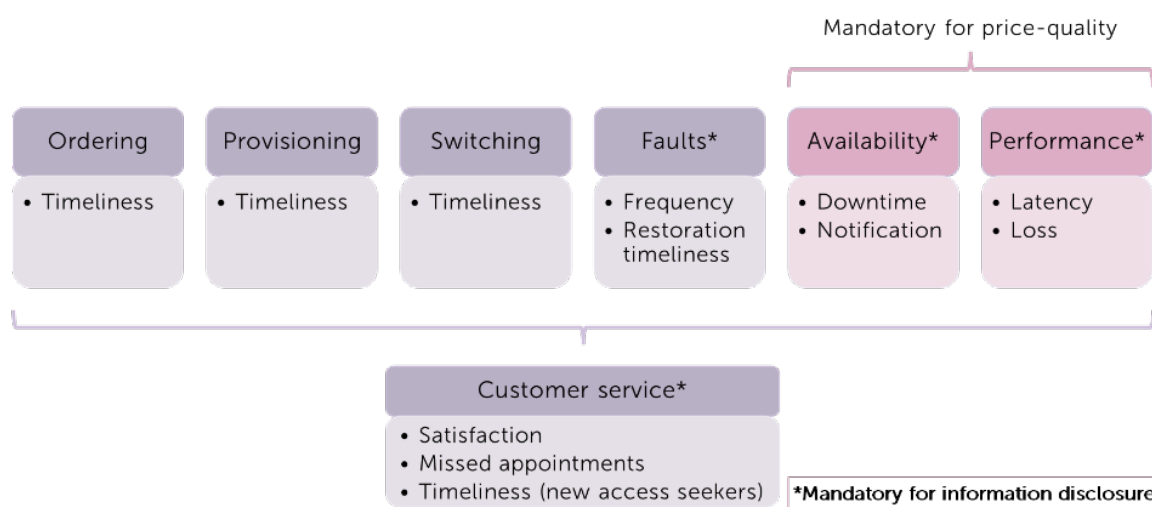 Mandatory for price-quality
Ordering
• Timeliness
Provisioning
• Timeliness
Switching
• Timeliness
Faults*
• Frequency
• Restoration
timeliness
Availability*
• Downtime
• Notification
Performance*
• Latency
• Loss
Customer service*
• Satisfaction
• Missed appointments
• Timeliness (new access seekers)
*Mandatory for information disclosure